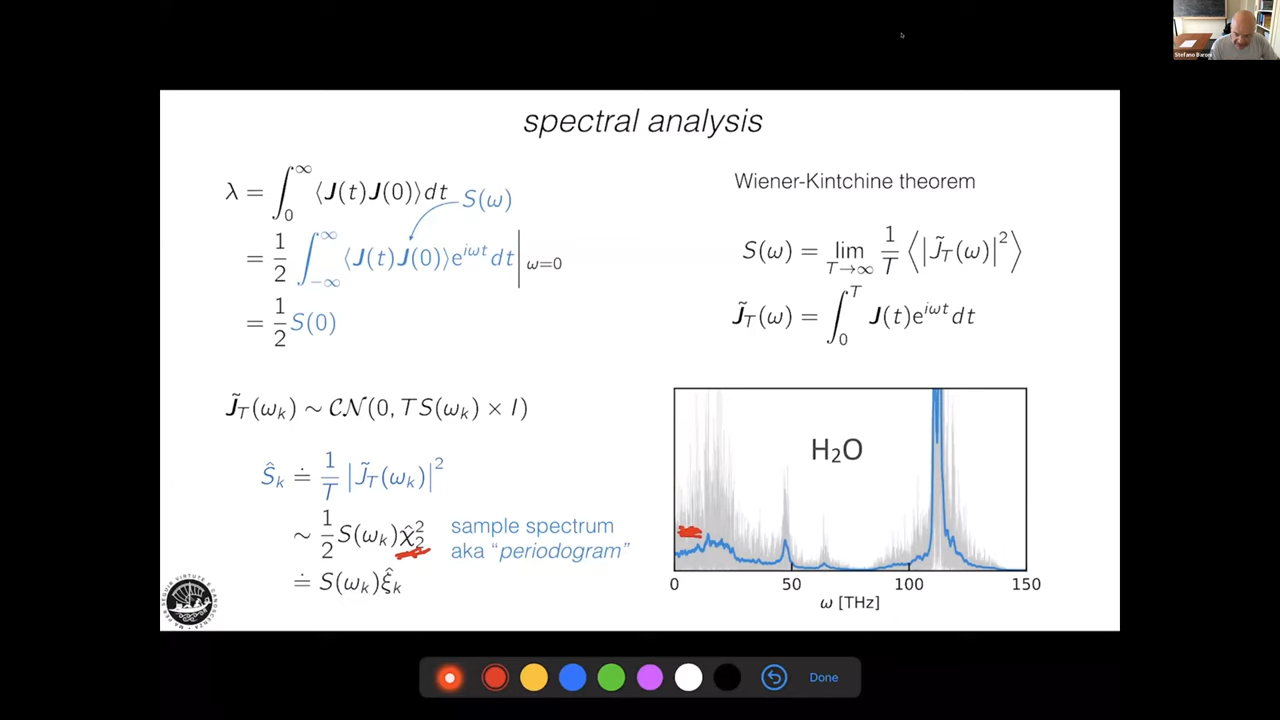 Stefano Baroni
spectral analysis
λ = ∫₀^∞ ⟨J(t)J(0)⟩dt
S(ω)
= 1/2 ∫₋∞^∞ ⟨J(t)J(0)⟩e^{iωt}dt |ω=0
= 1/2 S(0)
Wiener-Kintchine theorem
S(ω) = lim_{T→∞} 1/T ⟨|J̃_T(ω)|²⟩
J̃_T(ω) = ∫₀^T J(t)e^{iωt}dt
J̃_T(ω_k) ∼ 𝒞𝒩(0, TS(ω_k) × I)
Ŝ_k ≐ 1/T |J̃_T(ω_k)|²
∼ 1/2 S(ω_k)χ̂²₂
≐ S(ω_k)ξ̂_k
sample spectrum
aka "periodogram"
H₂O
0 50 100 150
ω [THz]
Done